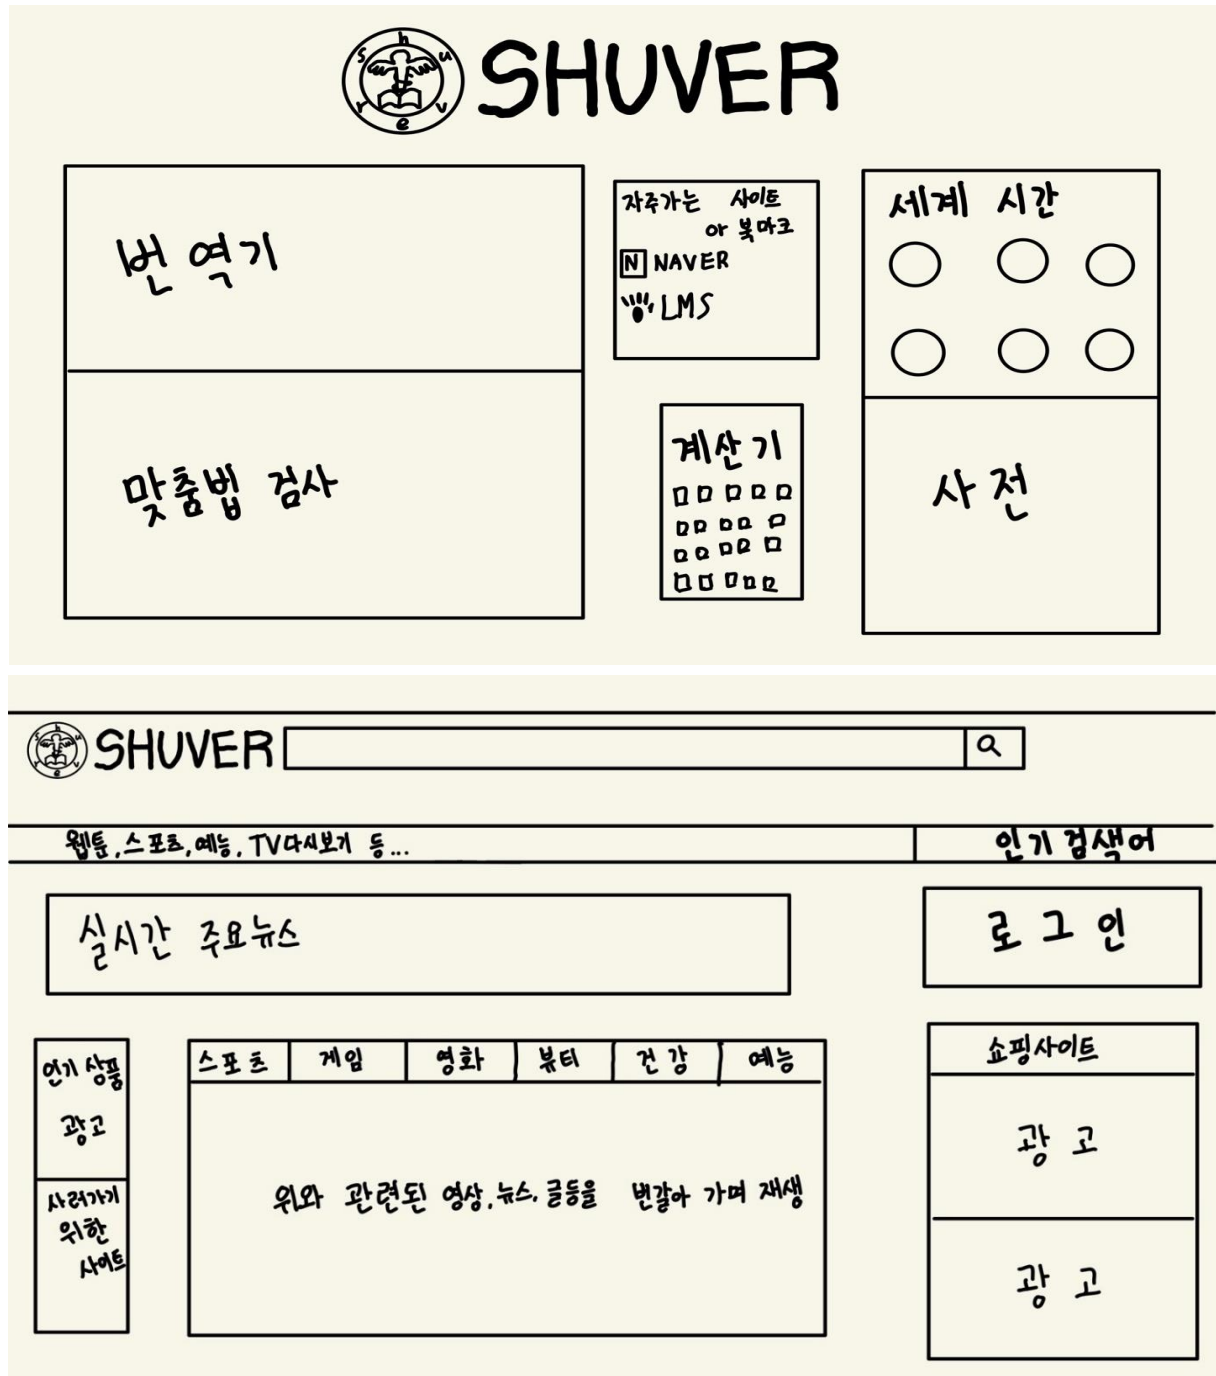 Shuver
SHUVER
번역기
맞춤법 검사
자주가는 사이트
or 북마크
N NAVER
LMS
계산기
세계 시간
사전
Shuver
SHUVER
웹툰, 스포츠, 예능, TV다시보기 등...
인기검색어
실시간 주요뉴스
로그인
인기 상품
광고
사러가기
위한
사이트
스포츠 게임 영화 뷰티 건강 예능
위와 관련된 영상, 뉴스, 글등을 번갈아 가며 재생
쇼핑사이트
광고
광고